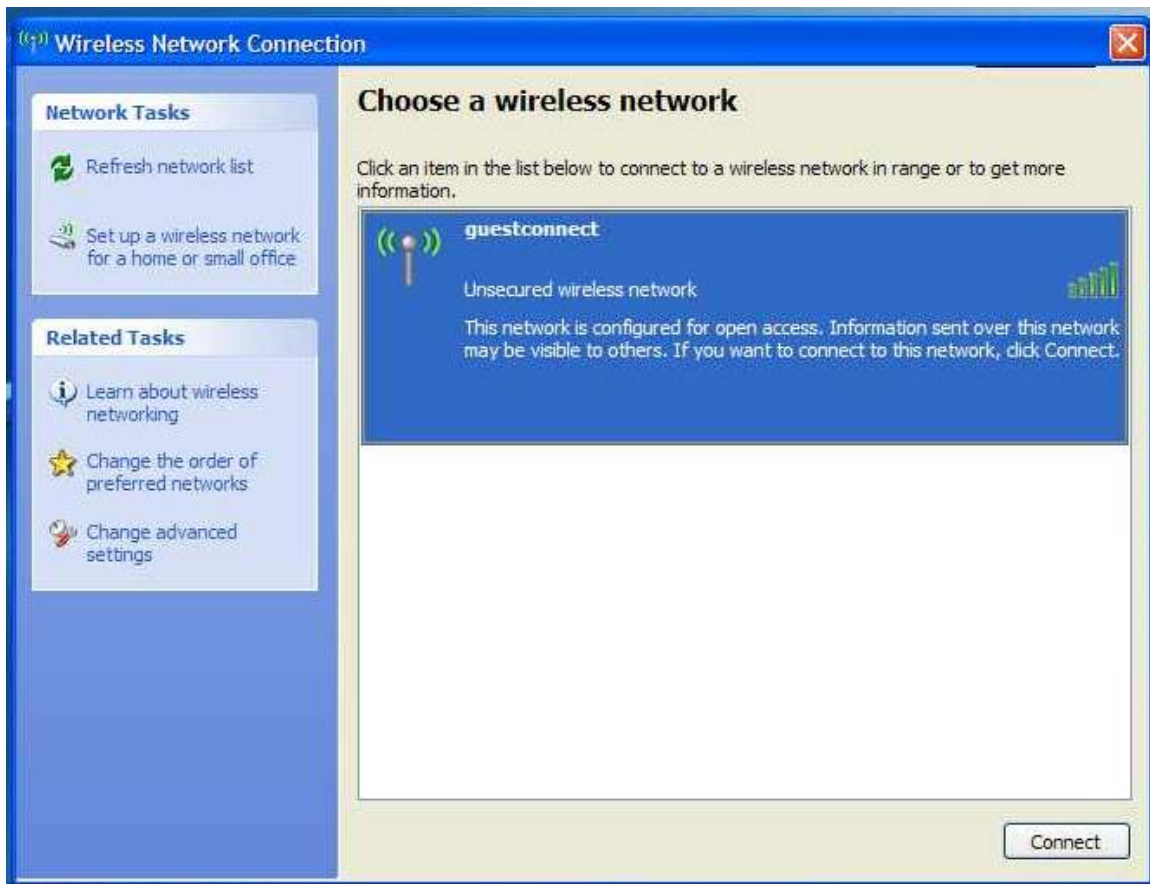 Wireless Network Connection
Network Tasks
Refresh network list
Set up a wireless network
for a home or small office
Related Tasks
Learn about wireless
networking
Change the order of
preferred networks
Change advanced
settings
Choose a wireless network
Click an item in the list below to connect to a wireless network in range or to get more
information.
guestconnect
Unsecured wireless network
This network is configured for open access. Information sent over this network
may be visible to others. If you want to connect to this network, click Connect.
Connect